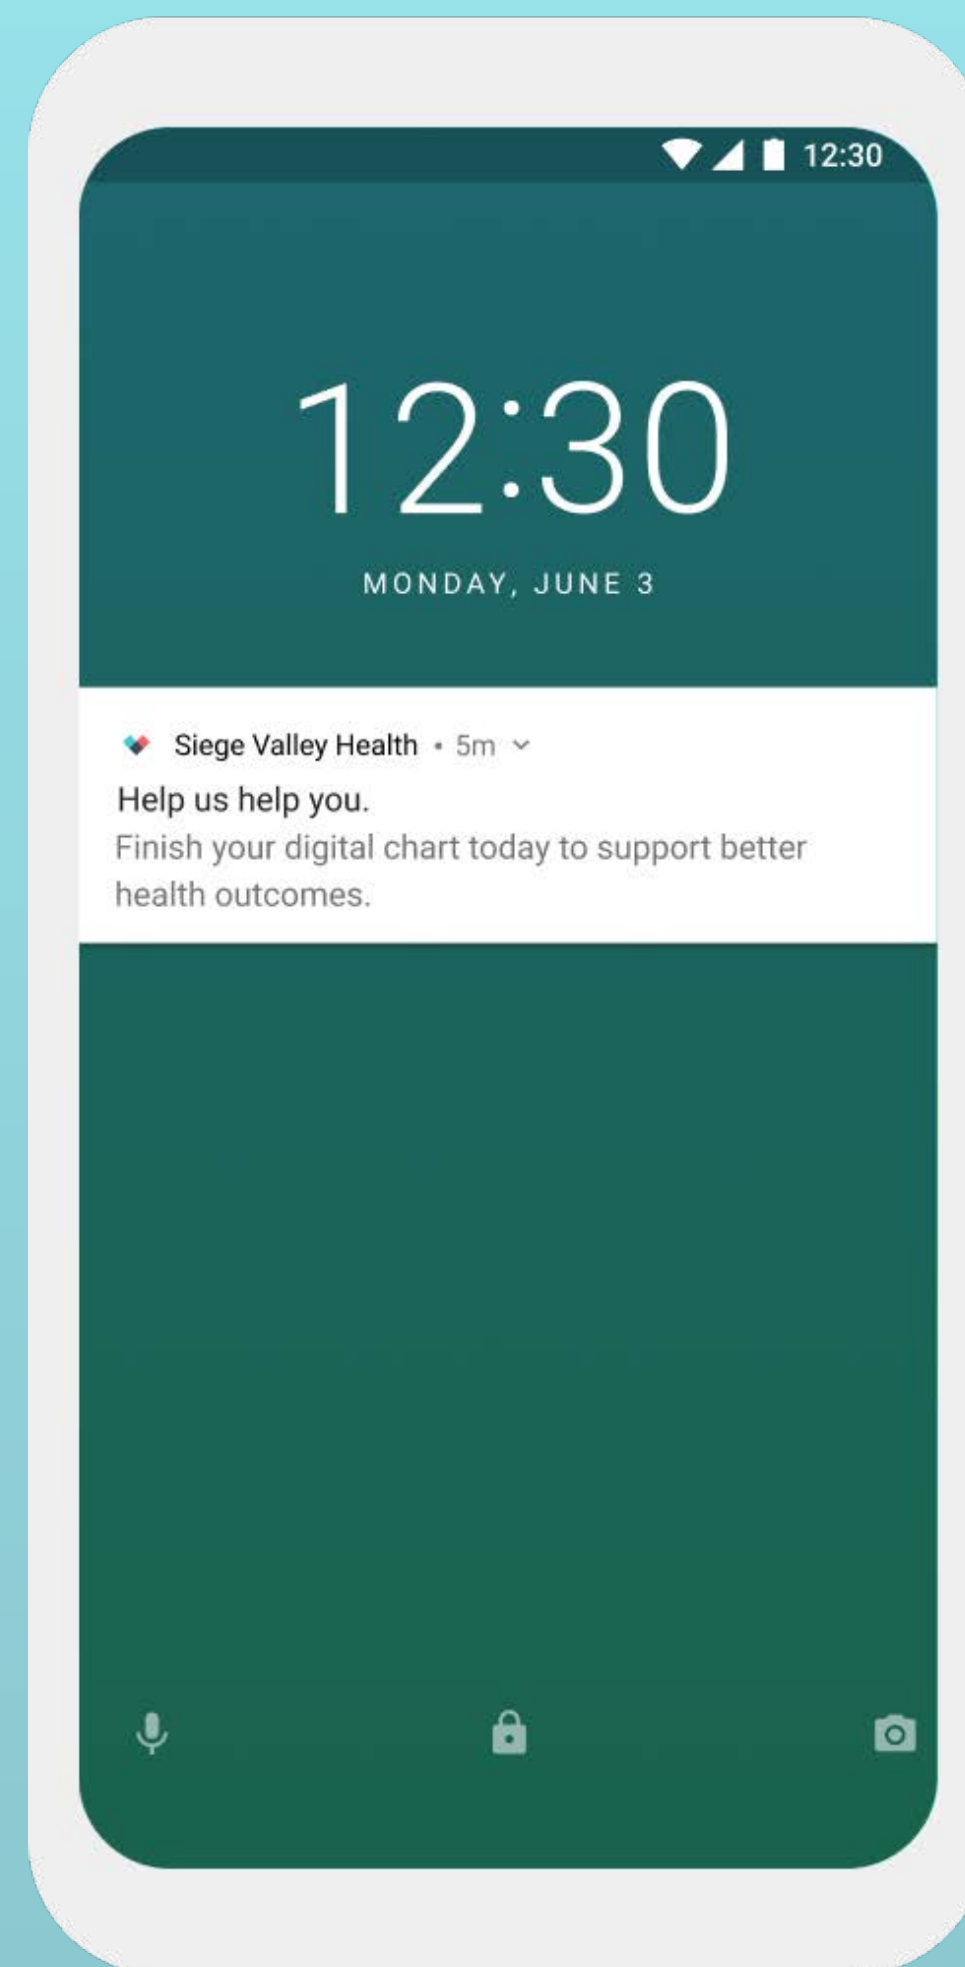 12:30
12:30
MONDAY, JUNE 3
Siege Valley Health • 5m
Help us help you.
Finish your digital chart today to support better
health outcomes.